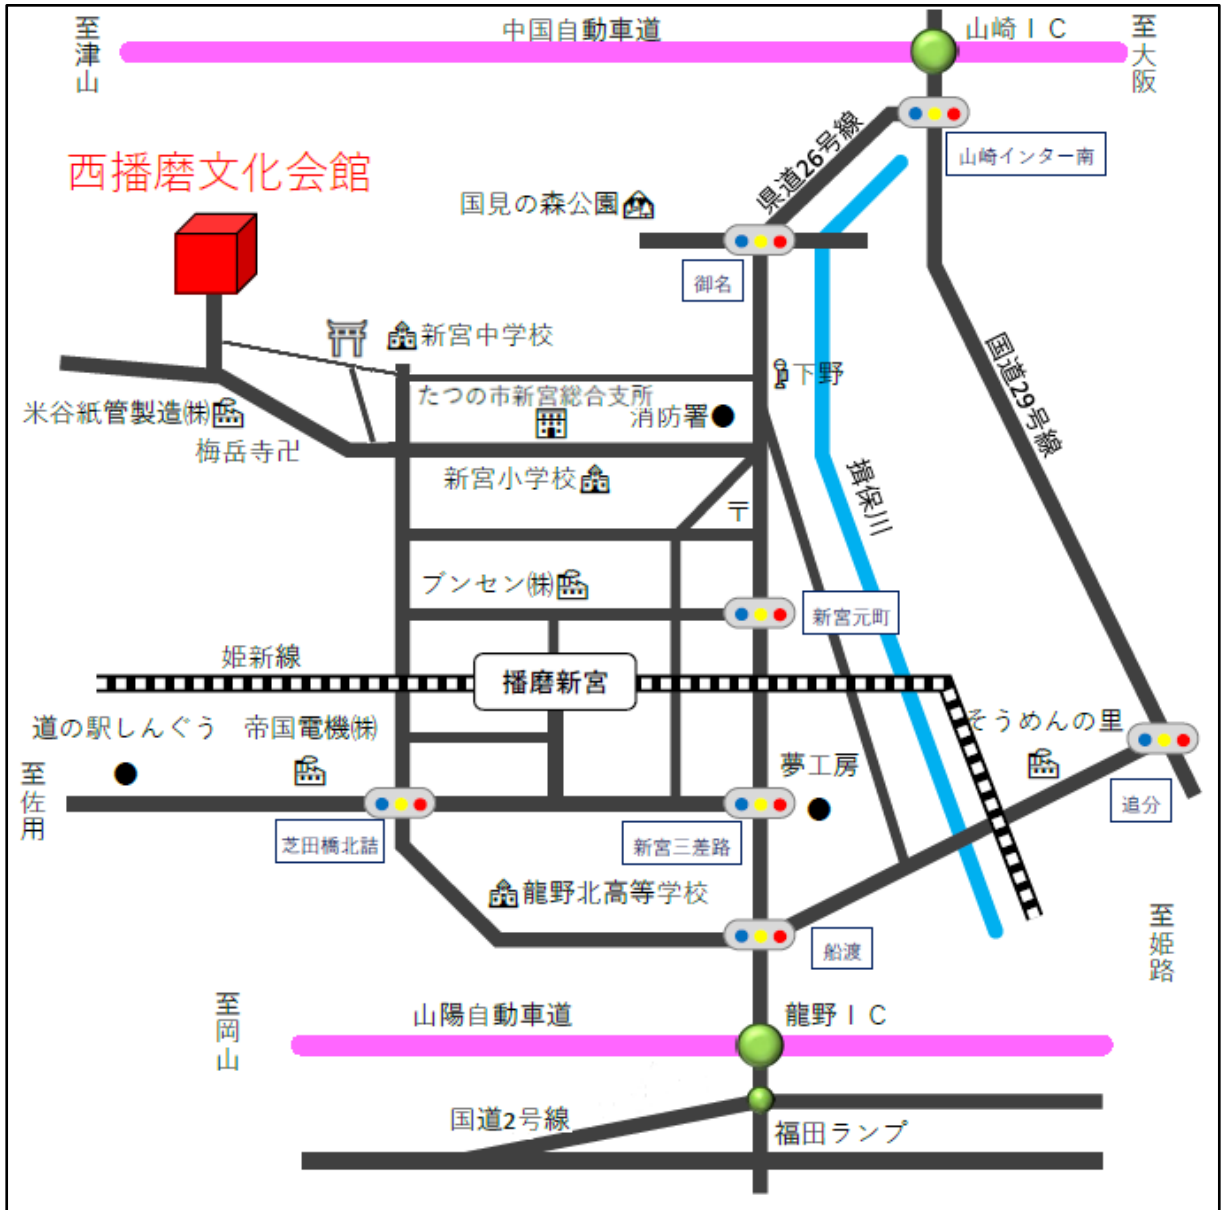 至津山
中国自動車道
山崎ＩＣ
至大阪
山崎インター南
県道26号線
西播磨文化会館
国見の森公園
御名
新宮中学校
下野
国道29号線
たつの市新宮総合支所
消防署
米谷紙管製造㈱
梅岳寺卍
新宮小学校
揖保川
〒
ブンセン㈱
新宮元町
姫新線
播磨新宮
道の駅しんぐう
帝国電機㈱
そうめんの里
夢工房
至佐用
追分
芝田橋北詰
新宮三差路
龍野北高等学校
船渡
至姫路
至岡山
山陽自動車道
龍野ＩＣ
国道2号線
福田ランプ